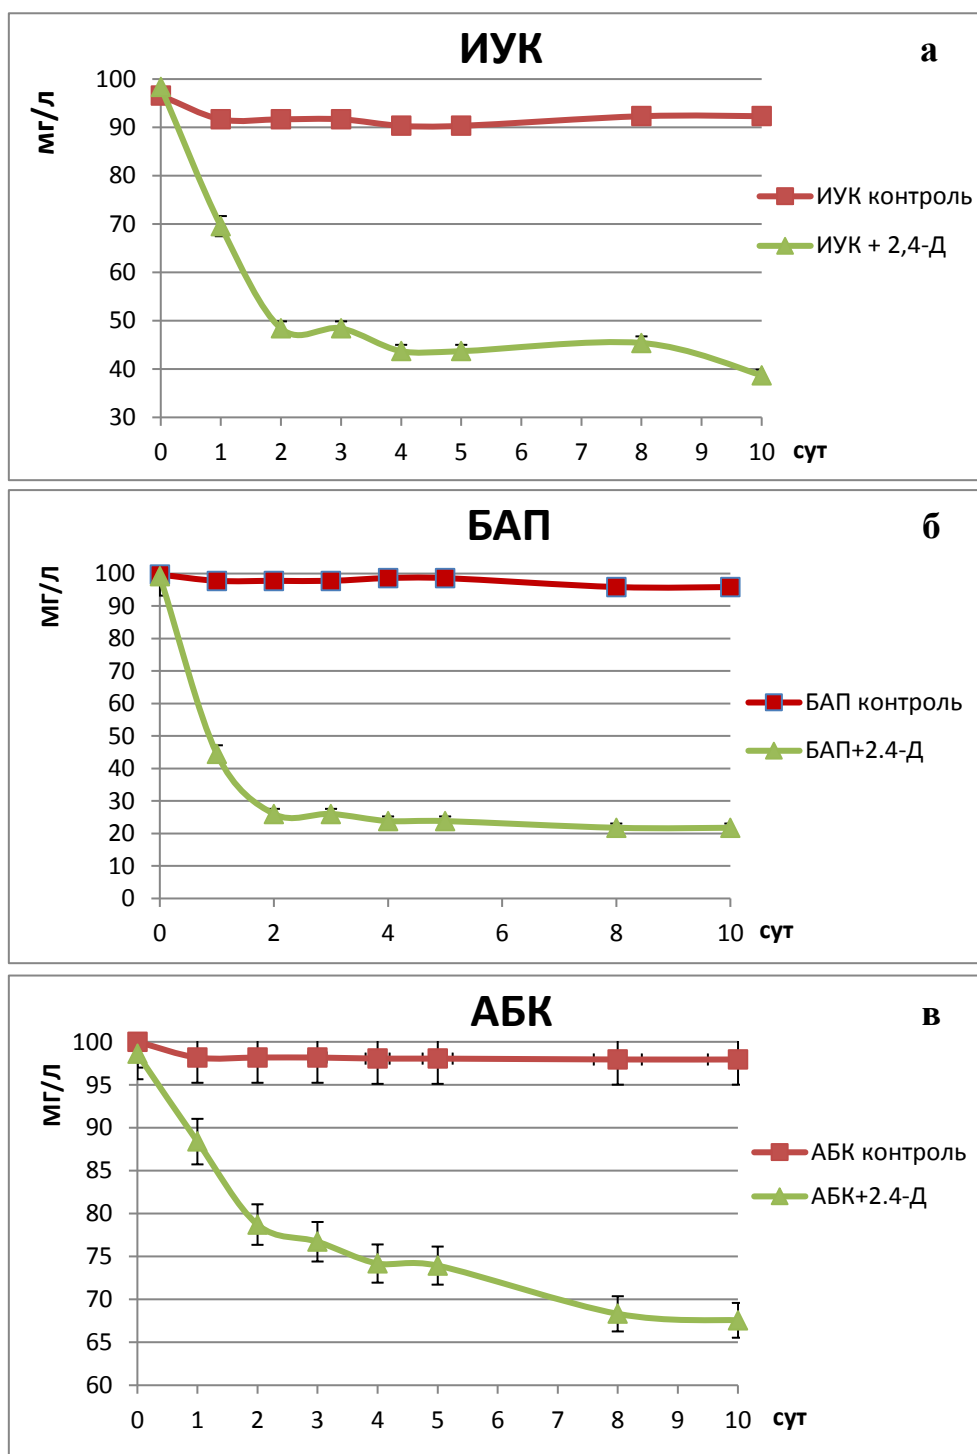 ИУК
а
мг/л
100
90
80
70
60
50
40
30
0 1 2 3 4 5 6 7 8 9 10 сут
ИУК контроль
ИУК + 2,4-Д
БАП
б
мг/л
100
90
80
70
60
50
40
30
20
10
0
0 2 4 6 8 10 сут
БАП контроль
БАП+2.4-Д
АБК
в
мг/л
100
95
90
85
80
75
70
65
60
0 1 2 3 4 5 6 7 8 9 10 сут
АБК контроль
АБК+2.4-Д